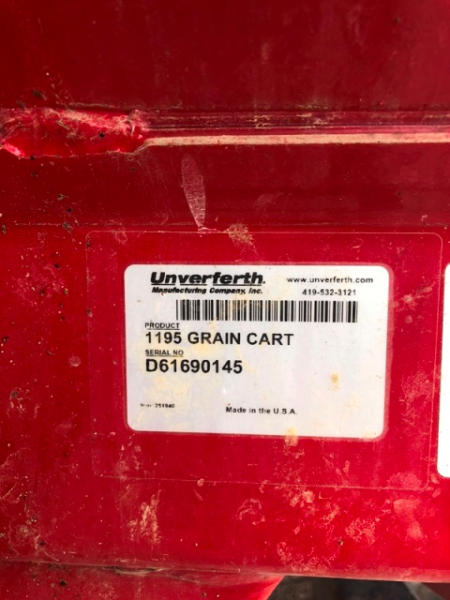 Unverferth.
www.unverferth.com
Manufacturing Company, Inc.
419-532-3121
PRODUCT
1195 GRAIN CART
SERIAL NO
D61690145
Made in the U.S.A.